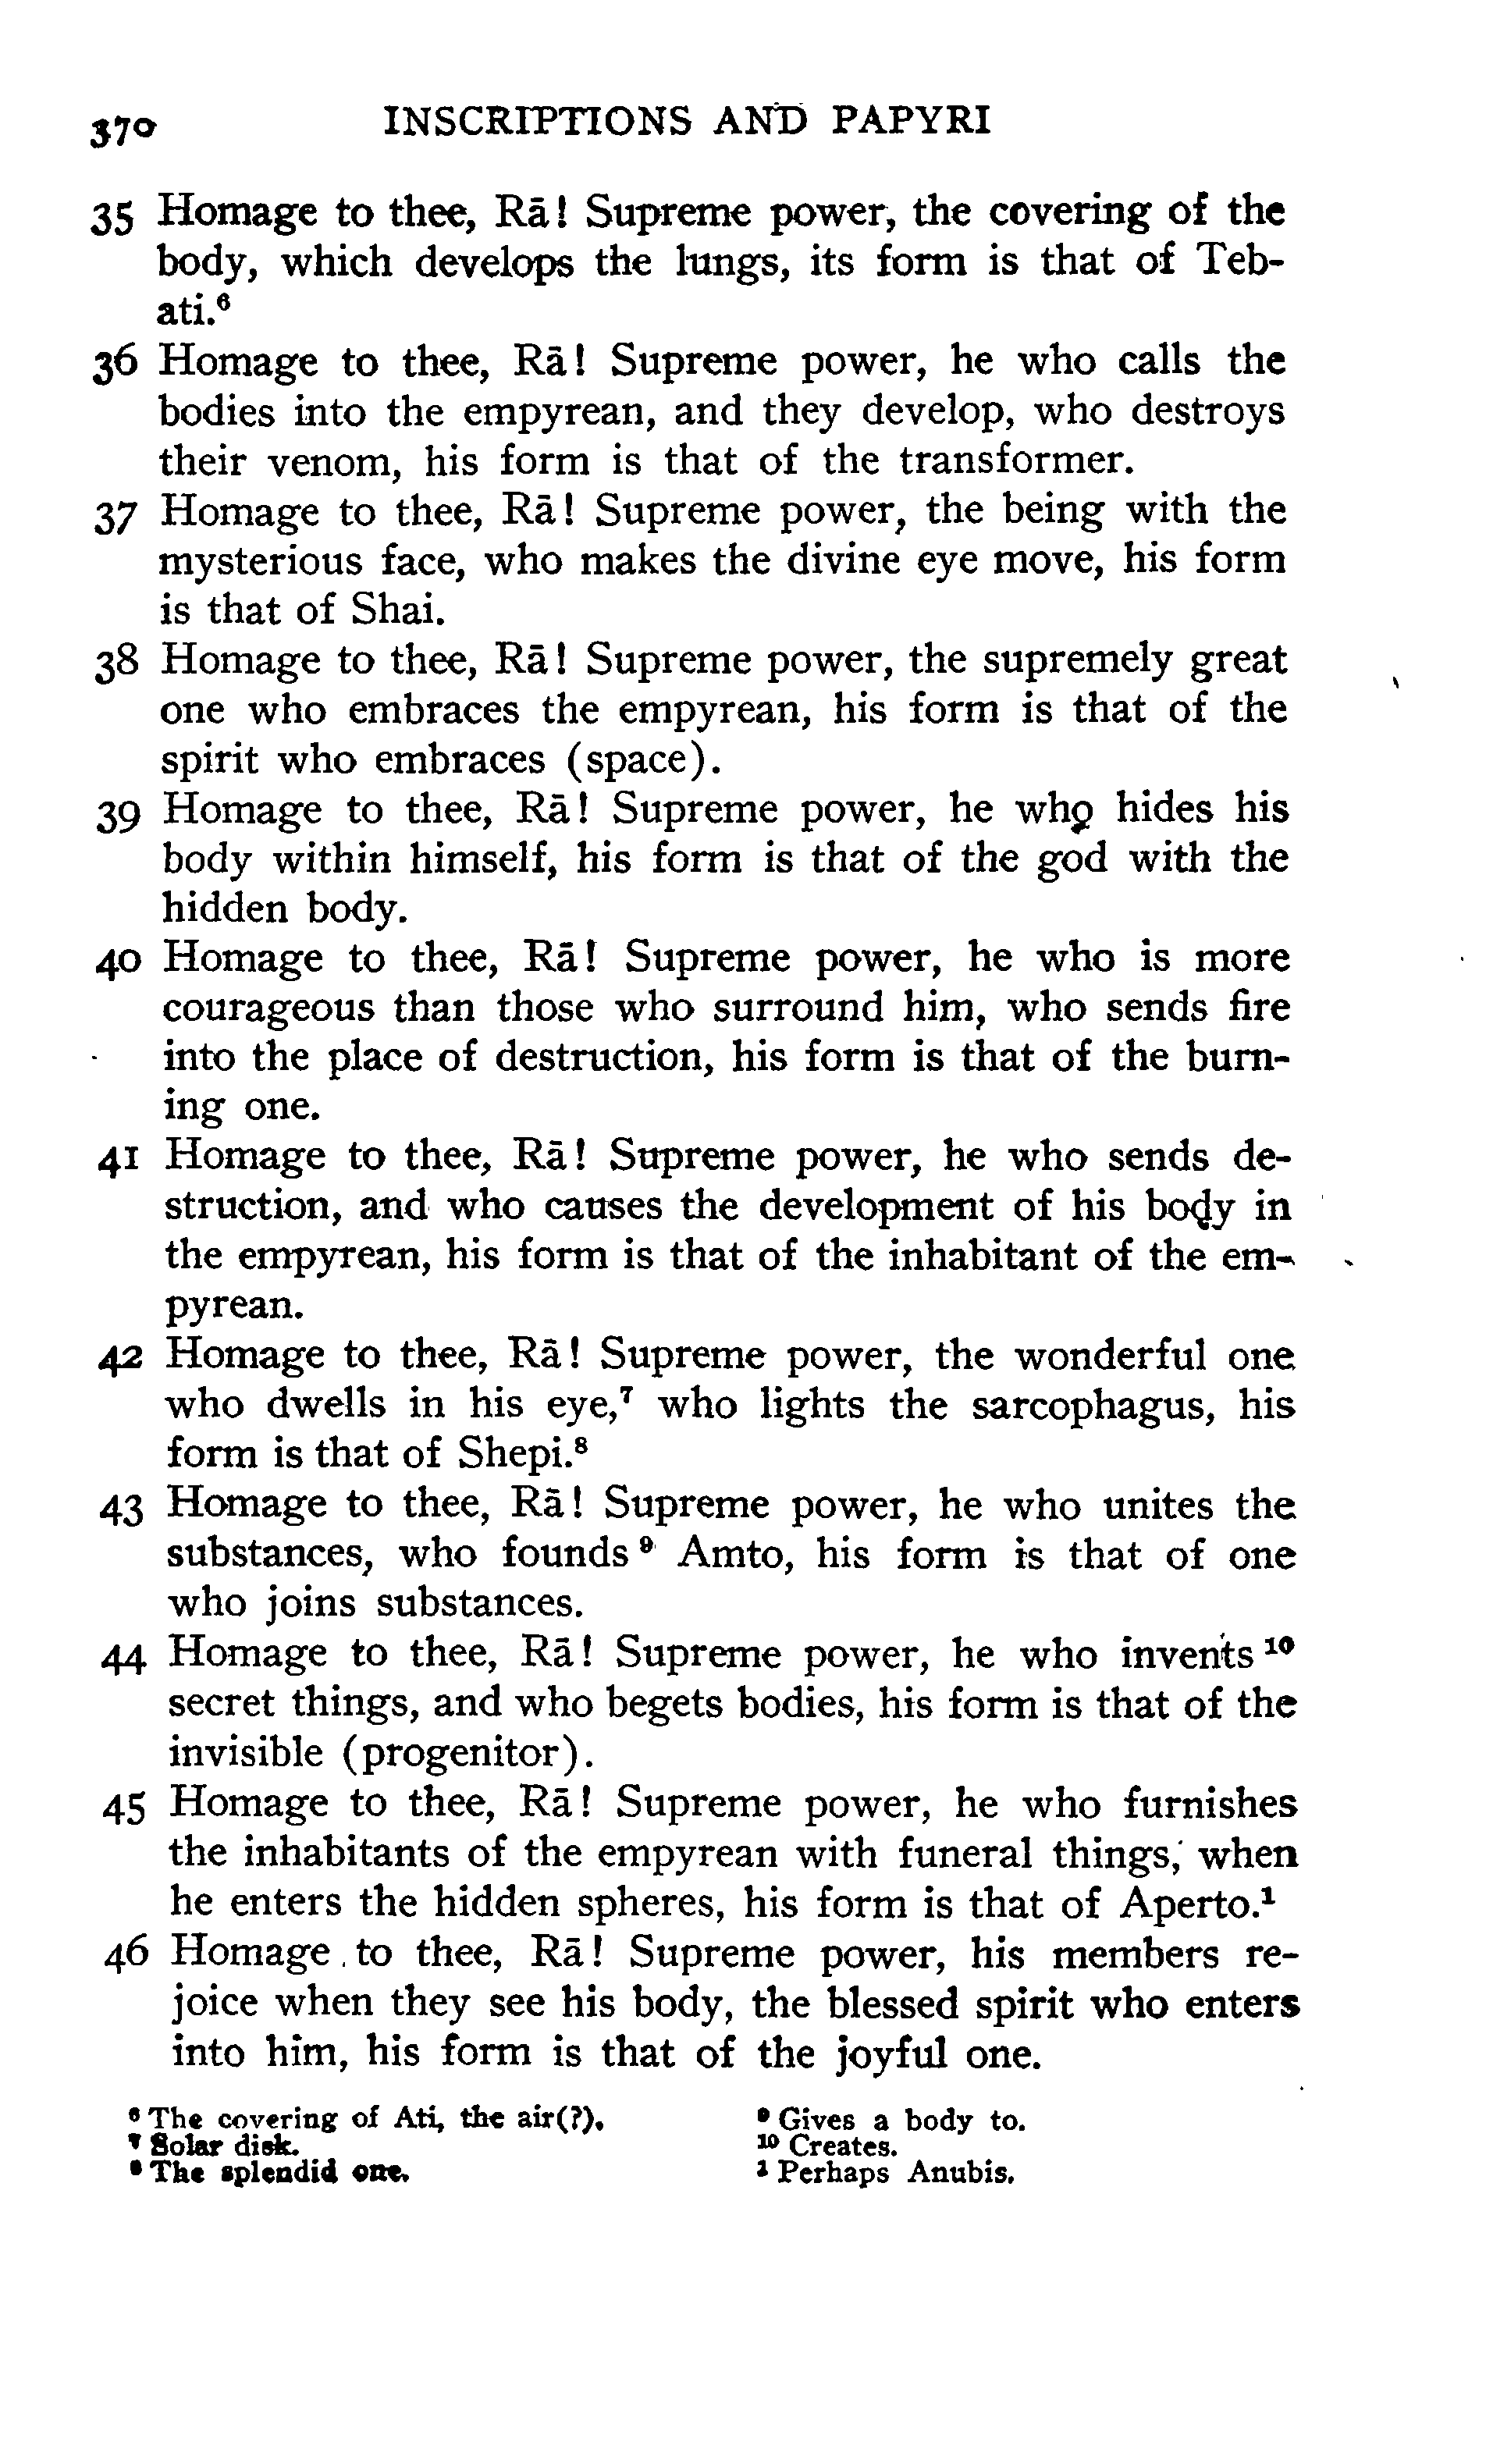 370 INSCRIPTIONS AND PAPYRI
35 Homage to thee, Rā! Supreme power, the covering of the
body, which develops the lungs, its form is that of Teb-
ati.⁶
36 Homage to thee, Rā! Supreme power, he who calls the
bodies into the empyrean, and they develop, who destroys
their venom, his form is that of the transformer.
37 Homage to thee, Rā! Supreme power, the being with the
mysterious face, who makes the divine eye move, his form
is that of Shai.
38 Homage to thee, Rā! Supreme power, the supremely great
one who embraces the empyrean, his form is that of the
spirit who embraces (space).
39 Homage to thee, Rā! Supreme power, he who hides his
body within himself, his form is that of the god with the
hidden body.
40 Homage to thee, Rā! Supreme power, he who is more
courageous than those who surround him, who sends fire
into the place of destruction, his form is that of the burn-
ing one.
41 Homage to thee, Rā! Supreme power, he who sends de-
struction, and who causes the development of his body in
the empyrean, his form is that of the inhabitant of the em-
pyrean.
42 Homage to thee, Rā! Supreme power, the wonderful one
who dwells in his eye,⁷ who lights the sarcophagus, his
form is that of Shepi.⁸
43 Homage to thee, Rā! Supreme power, he who unites the
substances, who founds ⁹ Amto, his form is that of one
who joins substances.
44 Homage to thee, Rā! Supreme power, he who invents ¹⁰
secret things, and who begets bodies, his form is that of the
invisible (progenitor).
45 Homage to thee, Rā! Supreme power, he who furnishes
the inhabitants of the empyrean with funeral things, when
he enters the hidden spheres, his form is that of Aperto.¹
46 Homage to thee, Rā! Supreme power, his members re-
joice when they see his body, the blessed spirit who enters
into him, his form is that of the joyful one.
⁶ The covering of Ati, the air(?).
⁷ Solar disk.
⁸ The splendid one.
⁹ Gives a body to.
¹⁰ Creates.
¹ Perhaps Anubis.